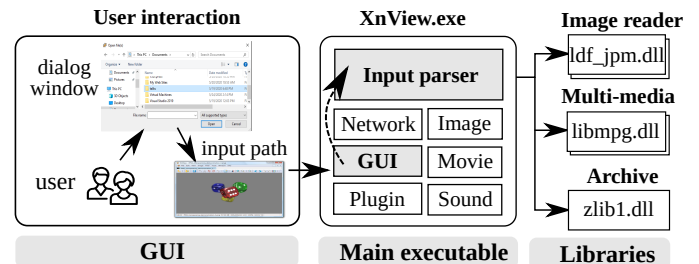 User interaction
XnView.exe
Image reader
dialog
window
Input parser
ldf_jpm.dll
Multi-media
Network
Image
libmpg.dll
input path
GUI
Movie
user
Archive
Plugin
Sound
zlib1.dll
GUI
Main executable
Libraries